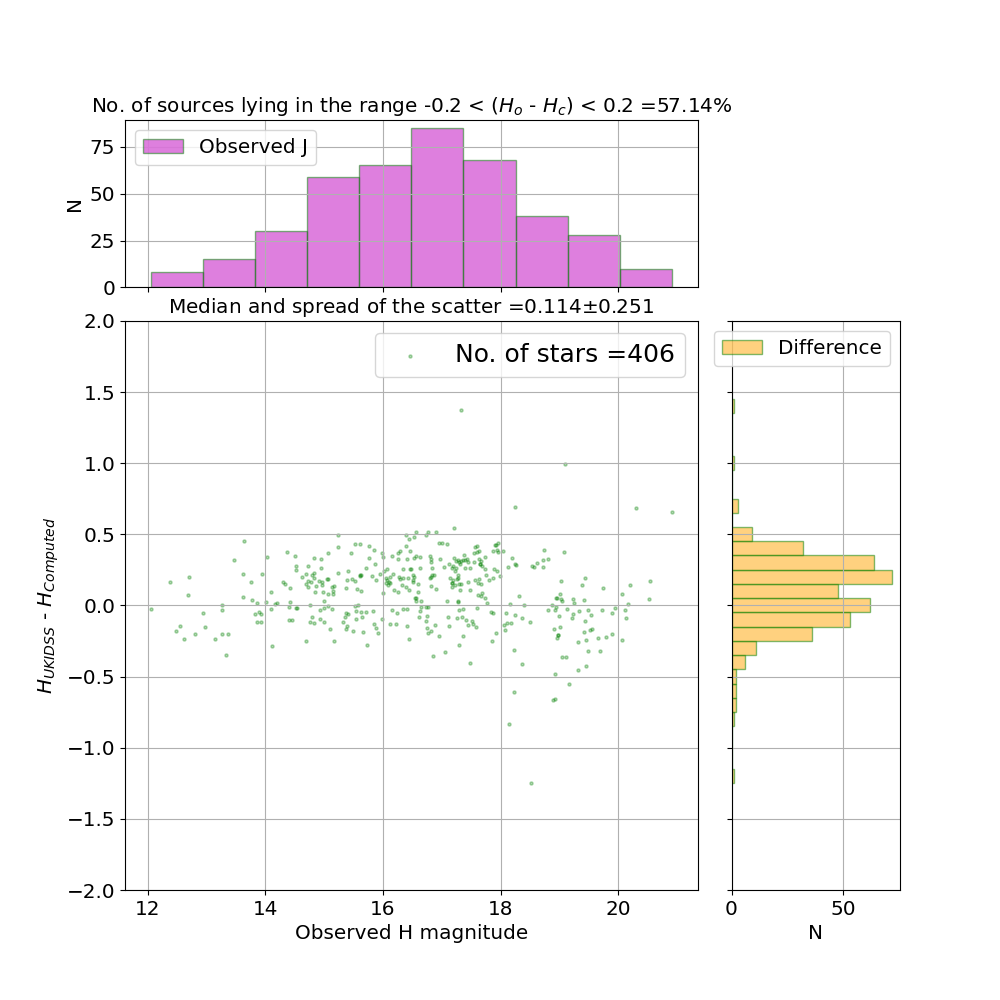 No. of sources lying in the range -0.2 < (H_o - H_c) < 0.2 =57.14%
75
50
25
0
N
Observed J
Median and spread of the scatter =0.114±0.251
2.0
1.5
1.0
0.5
0.0
−0.5
−1.0
−1.5
−2.0
H_UKIDSS - H_Computed
No. of stars =406
12
14
16
18
20
Observed H magnitude
Difference
0
50
N